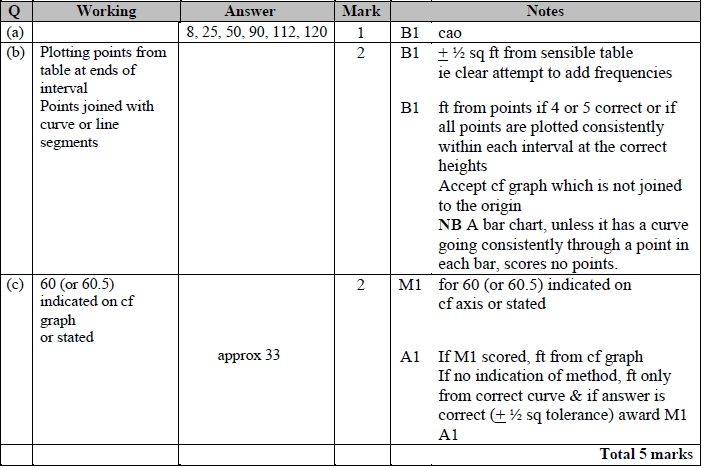 Q Working Answer Mark Notes
(a) 8, 25, 50, 90, 112, 120 1 B1 cao
(b) Plotting points from 2 B1 ± ½ sq ft from sensible table
table at ends of ie clear attempt to add frequencies
interval
Points joined with B1 ft from points if 4 or 5 correct or if
curve or line all points are plotted consistently
segments within each interval at the correct
heights
Accept cf graph which is not joined
to the origin
NB A bar chart, unless it has a curve
going consistently through a point in
each bar, scores no points.
(c) 60 (or 60.5) 2 M1 for 60 (or 60.5) indicated on
indicated on cf cf axis or stated
graph
or stated
approx 33 A1 If M1 scored, ft from cf graph
If no indication of method, ft only
from correct curve & if answer is
correct (± ½ sq tolerance) award M1
A1
Total 5 marks